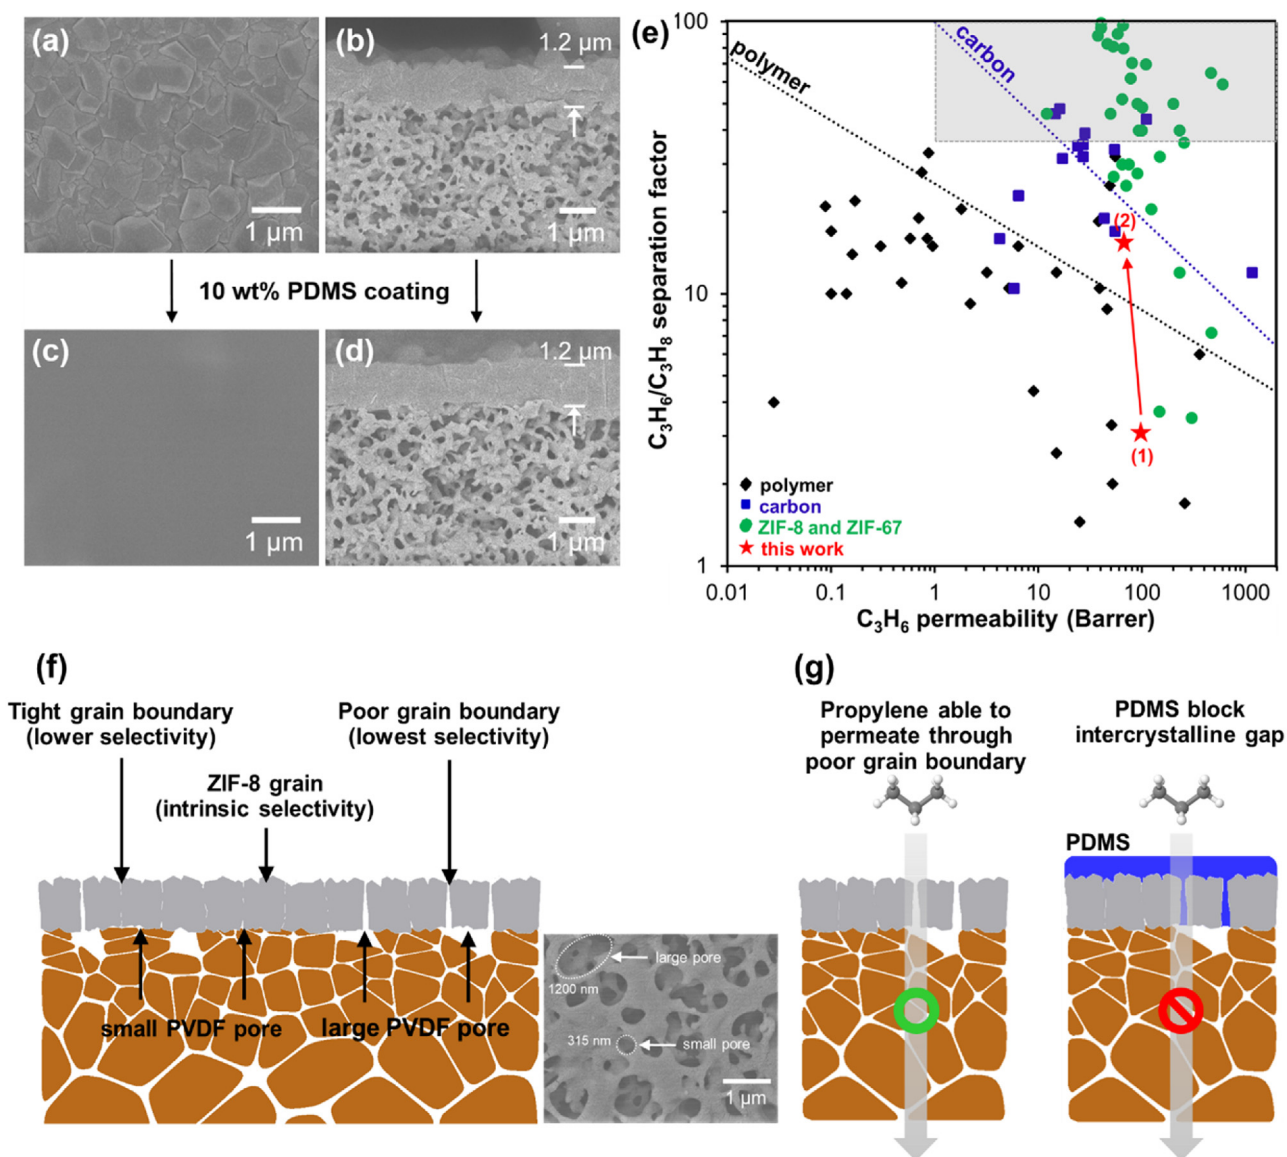 (a)
1 μm
(b)
1.2 μm
10 wt% PDMS coating
(c)
1 μm
(d)
1.2 μm
1 μm
1 μm
(e)
C₃H₆/C₃H₈ separation factor
100
10
1
polymer
carbon
(2)
(1)
polymer
carbon
ZIF-8 and ZIF-67
this work
0.01
0.1
1
10
100
1000
C₃H₆ permeability (Barrer)
(f)
Tight grain boundary
(lower selectivity)
Poor grain boundary
(lowest selectivity)
ZIF-8 grain
(intrinsic selectivity)
small PVDF pore
large PVDF pore
large pore
1200 nm
315 nm
small pore
1 μm
(g)
Propylene able to
permeate through
poor grain boundary
PDMS block
intercrystalline gap
PDMS